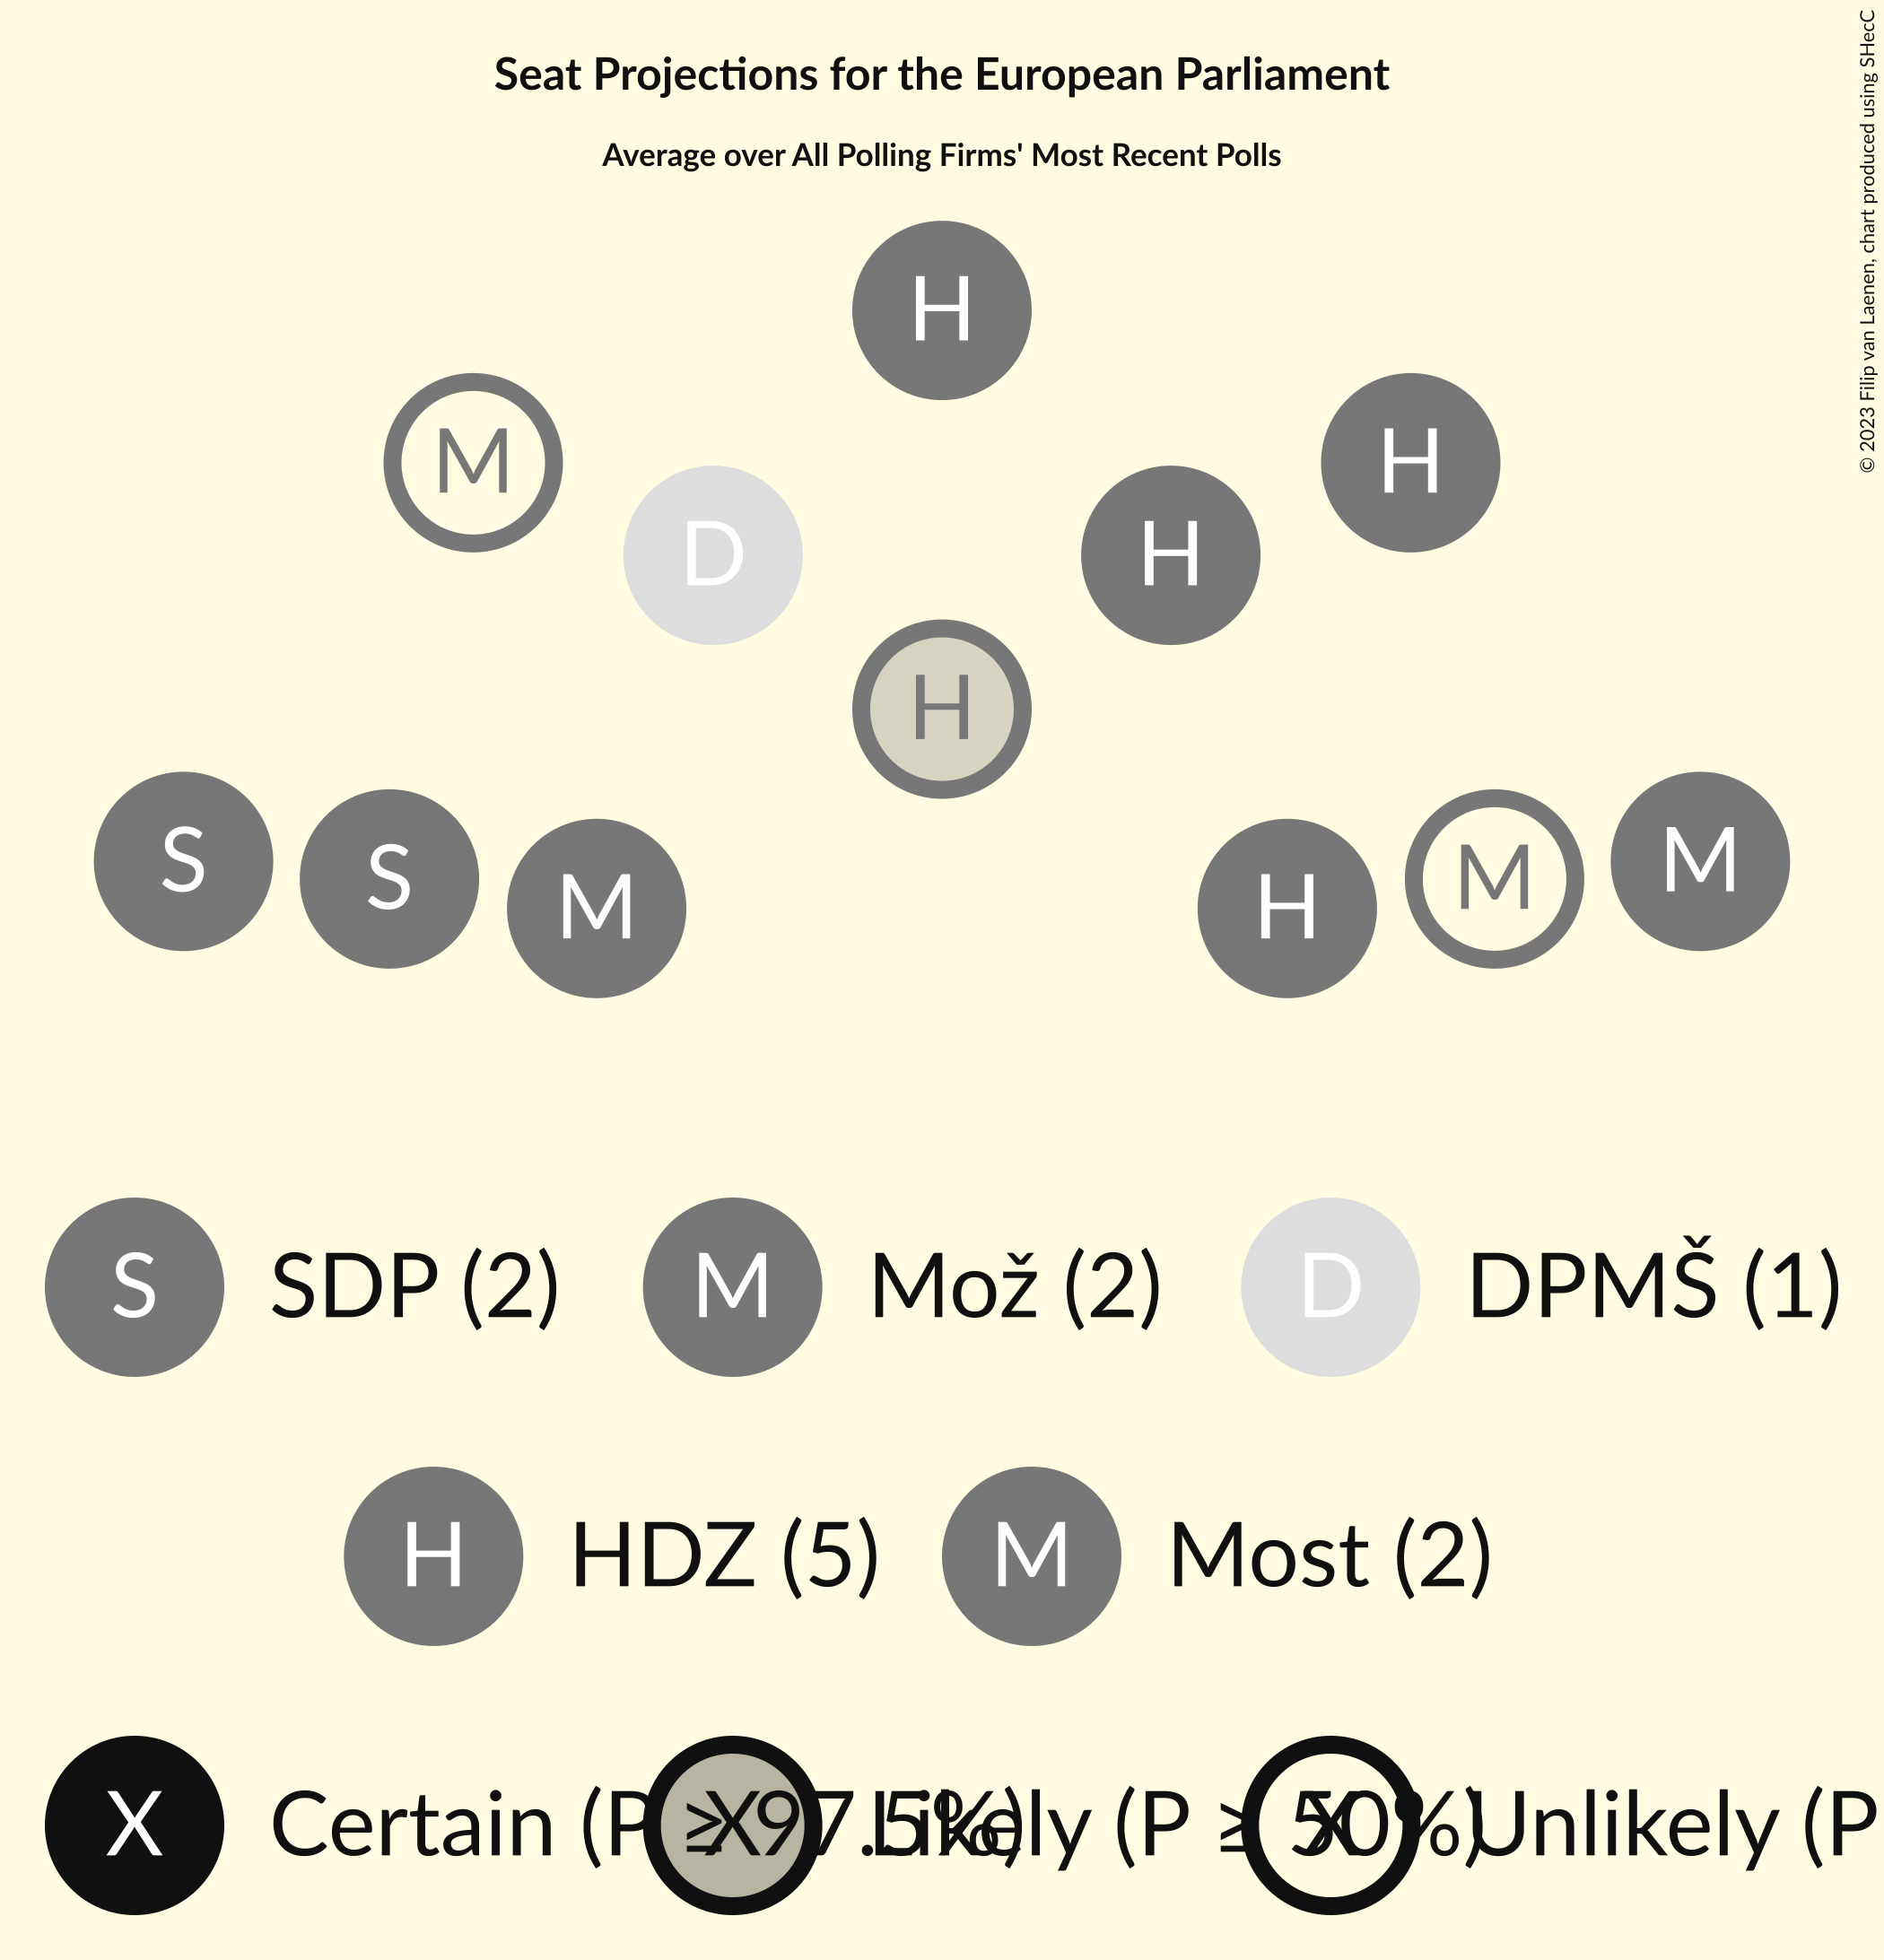 Seat Projections for the European Parliament
Average over All Polling Firms' Most Recent Polls
© 2023 Filip van Laenen, chart produced using SHecC
H
M
H
D
H
H
S
S
M
H
M
M
S SDP (2) M Mož (2) D DPMŠ (1)
H HDZ (5) M Most (2)
X Certain (P ≥ 97.5%) X Likely (P ≥ 50%) X Unlikely (P